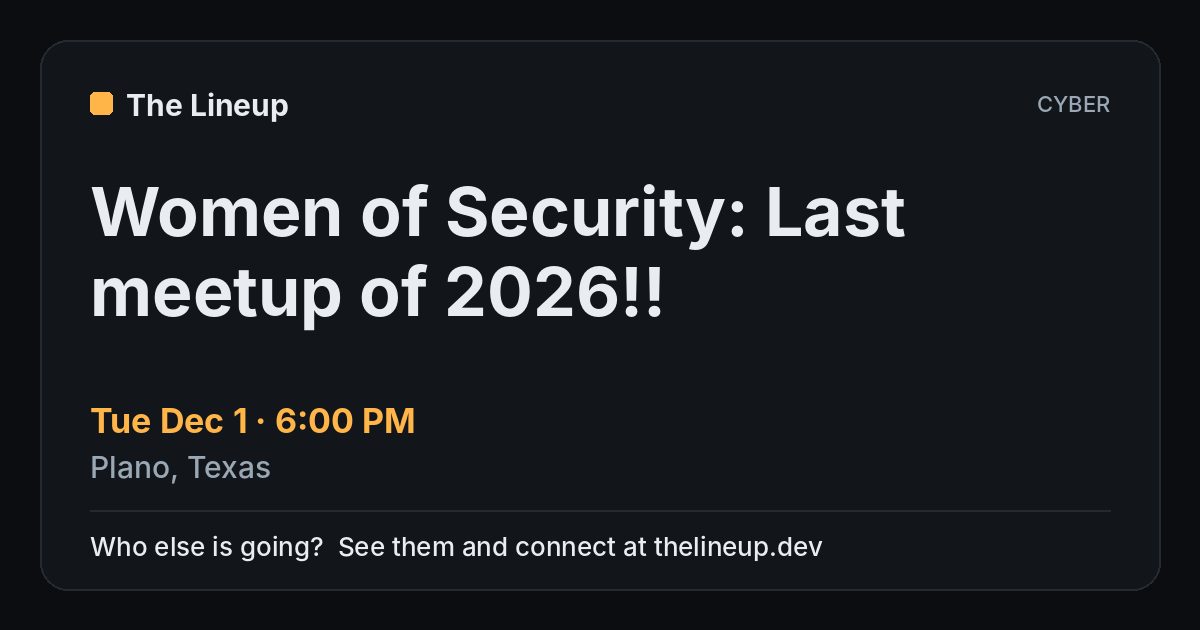 The Lineup
CYBER
Women of Security: Last
meetup of 2026!!
Tue Dec 1 · 6:00 PM
Plano, Texas
Who else is going? See them and connect at thelineup.dev